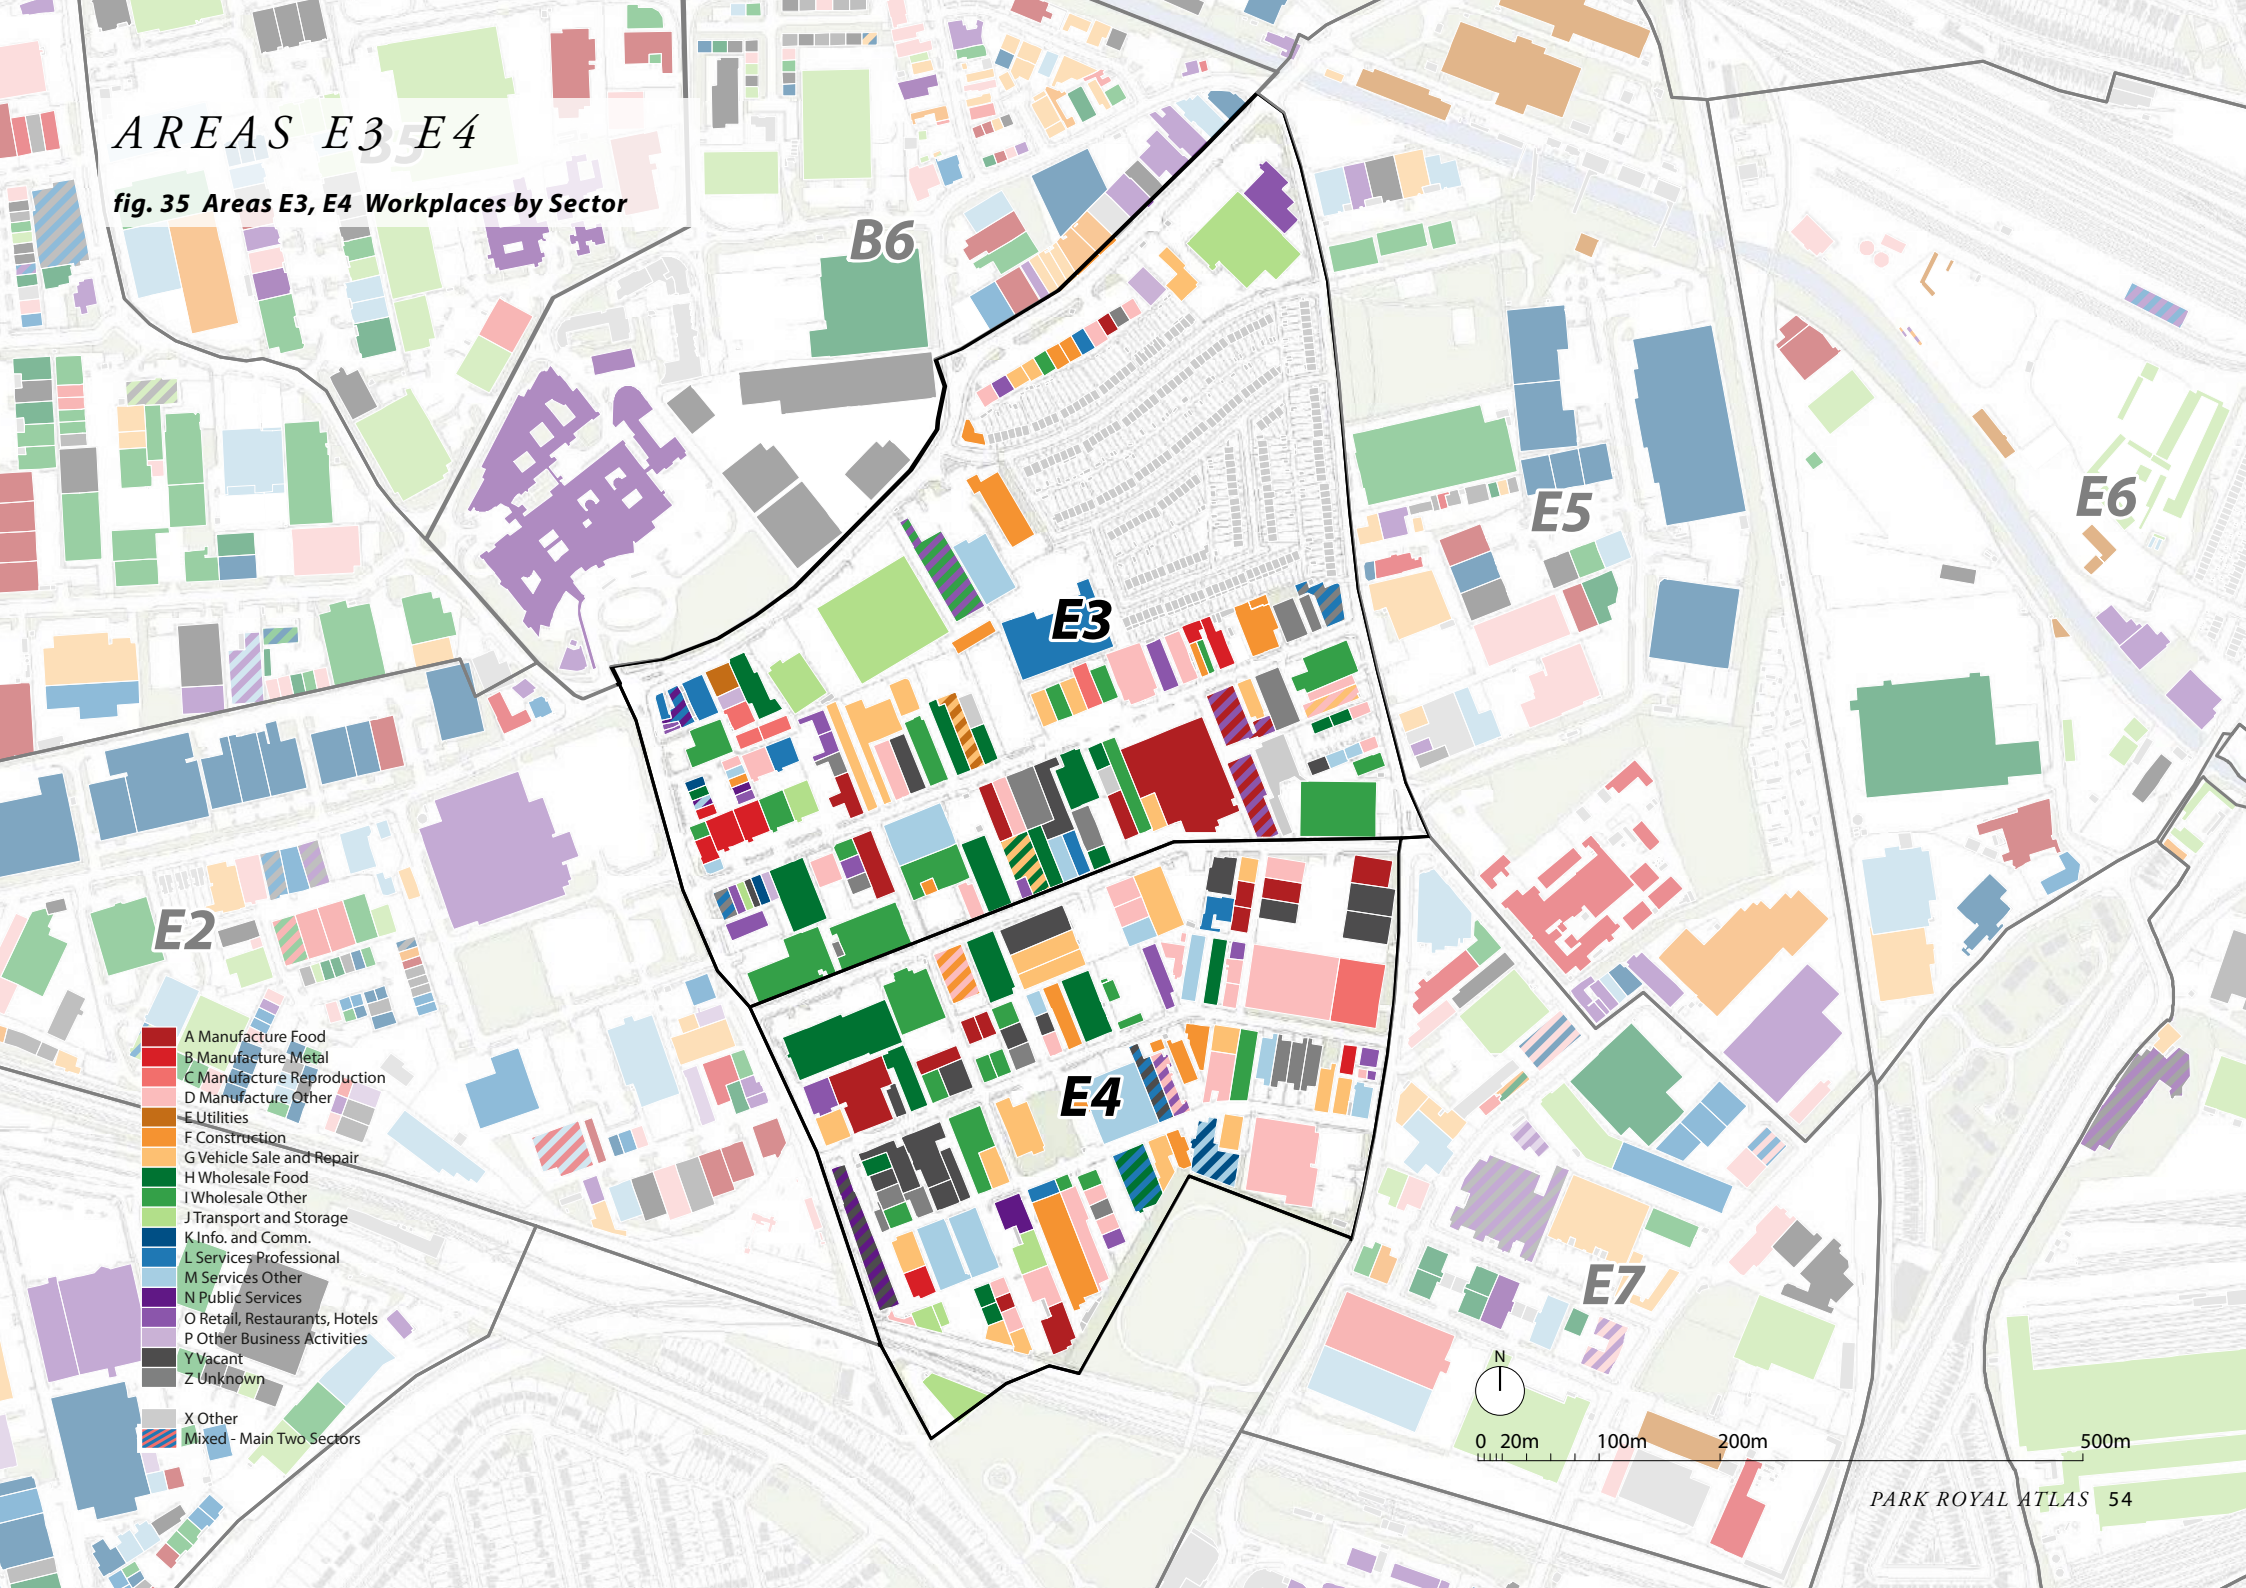 AREAS E3 E4
B5
fig. 35 Areas E3, E4 Workplaces by Sector
B6
E3
E5
E6
E2
E4
E7
A Manufacture Food
B Manufacture Metal
C Manufacture Reproduction
D Manufacture Other
E Utilities
F Construction
G Vehicle Sale and Repair
H Wholesale Food
I Wholesale Other
J Transport and Storage
K Info. and Comm.
L Services Professional
M Services Other
N Public Services
O Retail, Restaurants, Hotels
P Other Business Activities
Y Vacant
Z Unknown
X Other
Mixed - Main Two Sectors
N
0 20m 100m 200m 500m
PARK ROYAL ATLAS 54